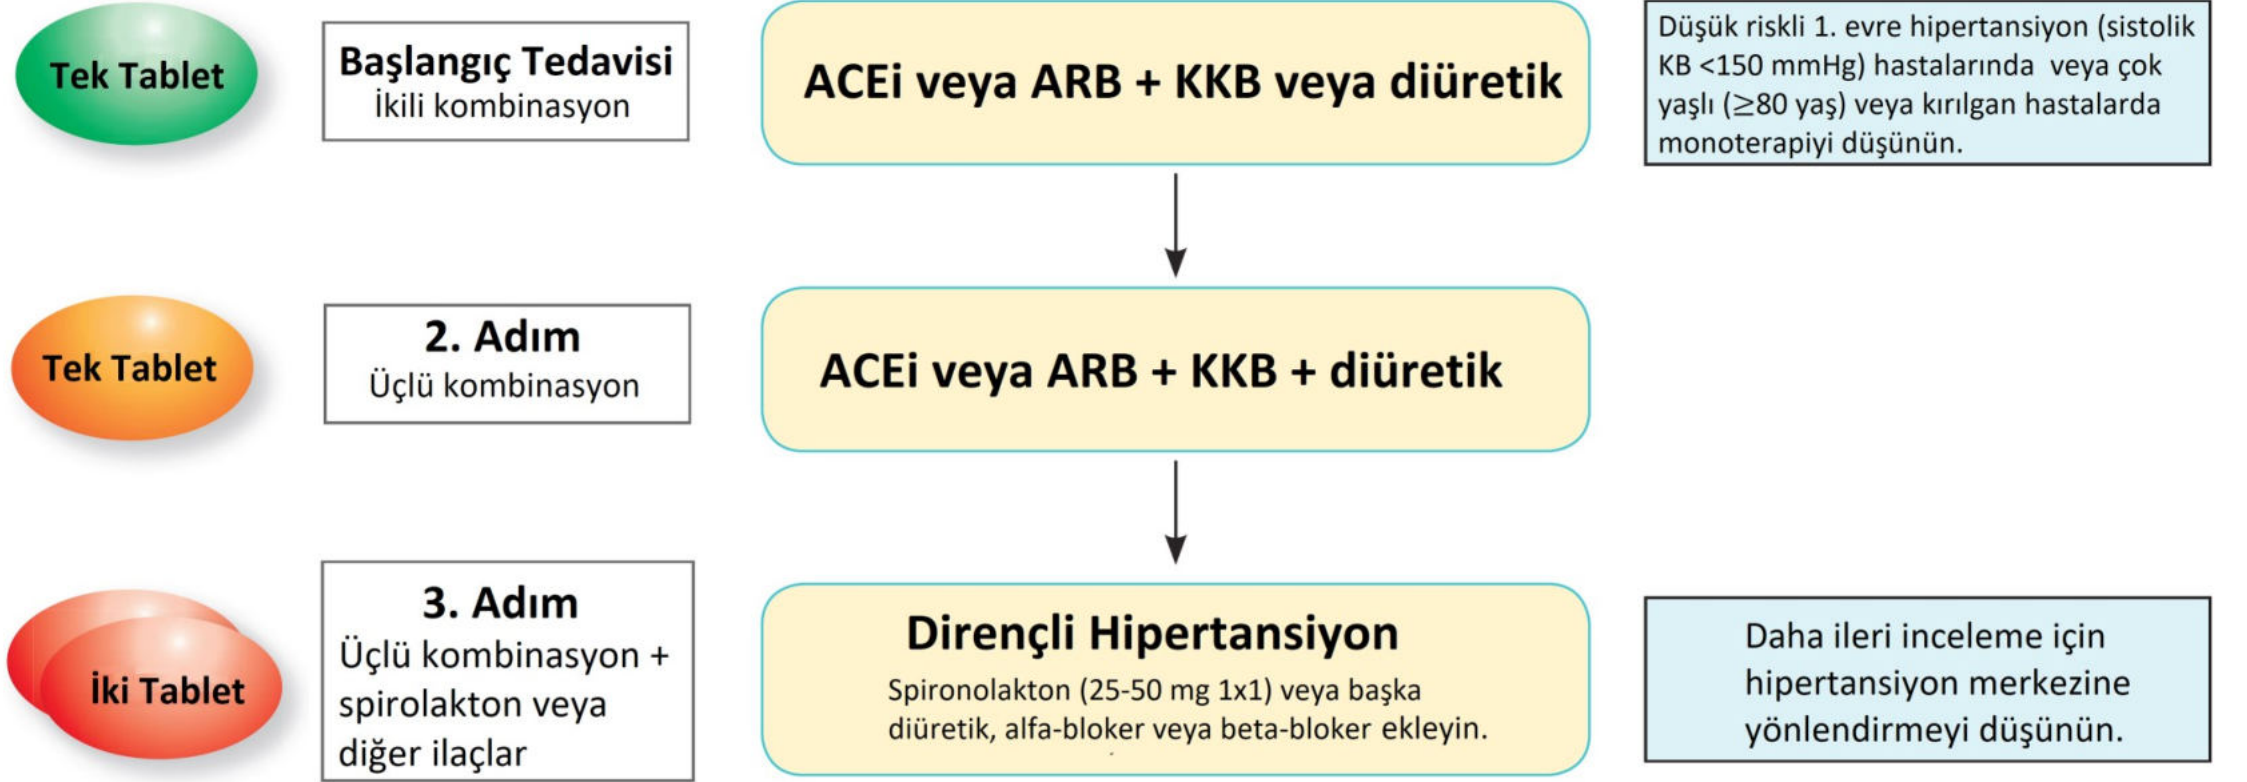 Tek Tablet
Başlangıç Tedavisi
İkili kombinasyon
ACEi veya ARB + KKB veya diüretik
Düşük riskli 1. evre hipertansiyon (sistolik
KB <150 mmHg) hastalarında veya çok
yaşlı (≥80 yaş) veya kırılgan hastalarda
monoterapiyi düşünün.
Tek Tablet
2. Adım
Üçlü kombinasyon
ACEi veya ARB + KKB + diüretik
İki Tablet
3. Adım
Üçlü kombinasyon +
spirolakton veya
diğer ilaçlar
Dirençli Hipertansiyon
Spironolakton (25-50 mg 1x1) veya başka
diüretik, alfa-bloker veya beta-bloker ekleyin.
Daha ileri inceleme için
hipertansiyon merkezine
yönlendirmeyi düşünün.